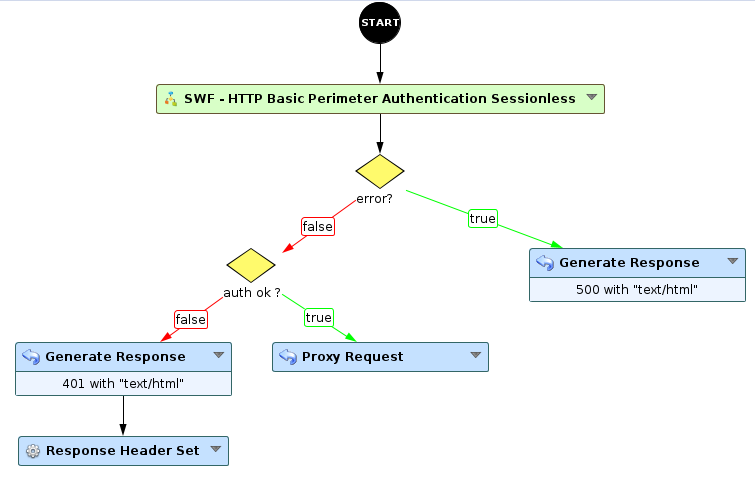 START
SWF - HTTP Basic Perimeter Authentication Sessionless
error?
false
true
Generate Response
500 with "text/html"
auth ok ?
false
true
Generate Response
401 with "text/html"
Proxy Request
Response Header Set